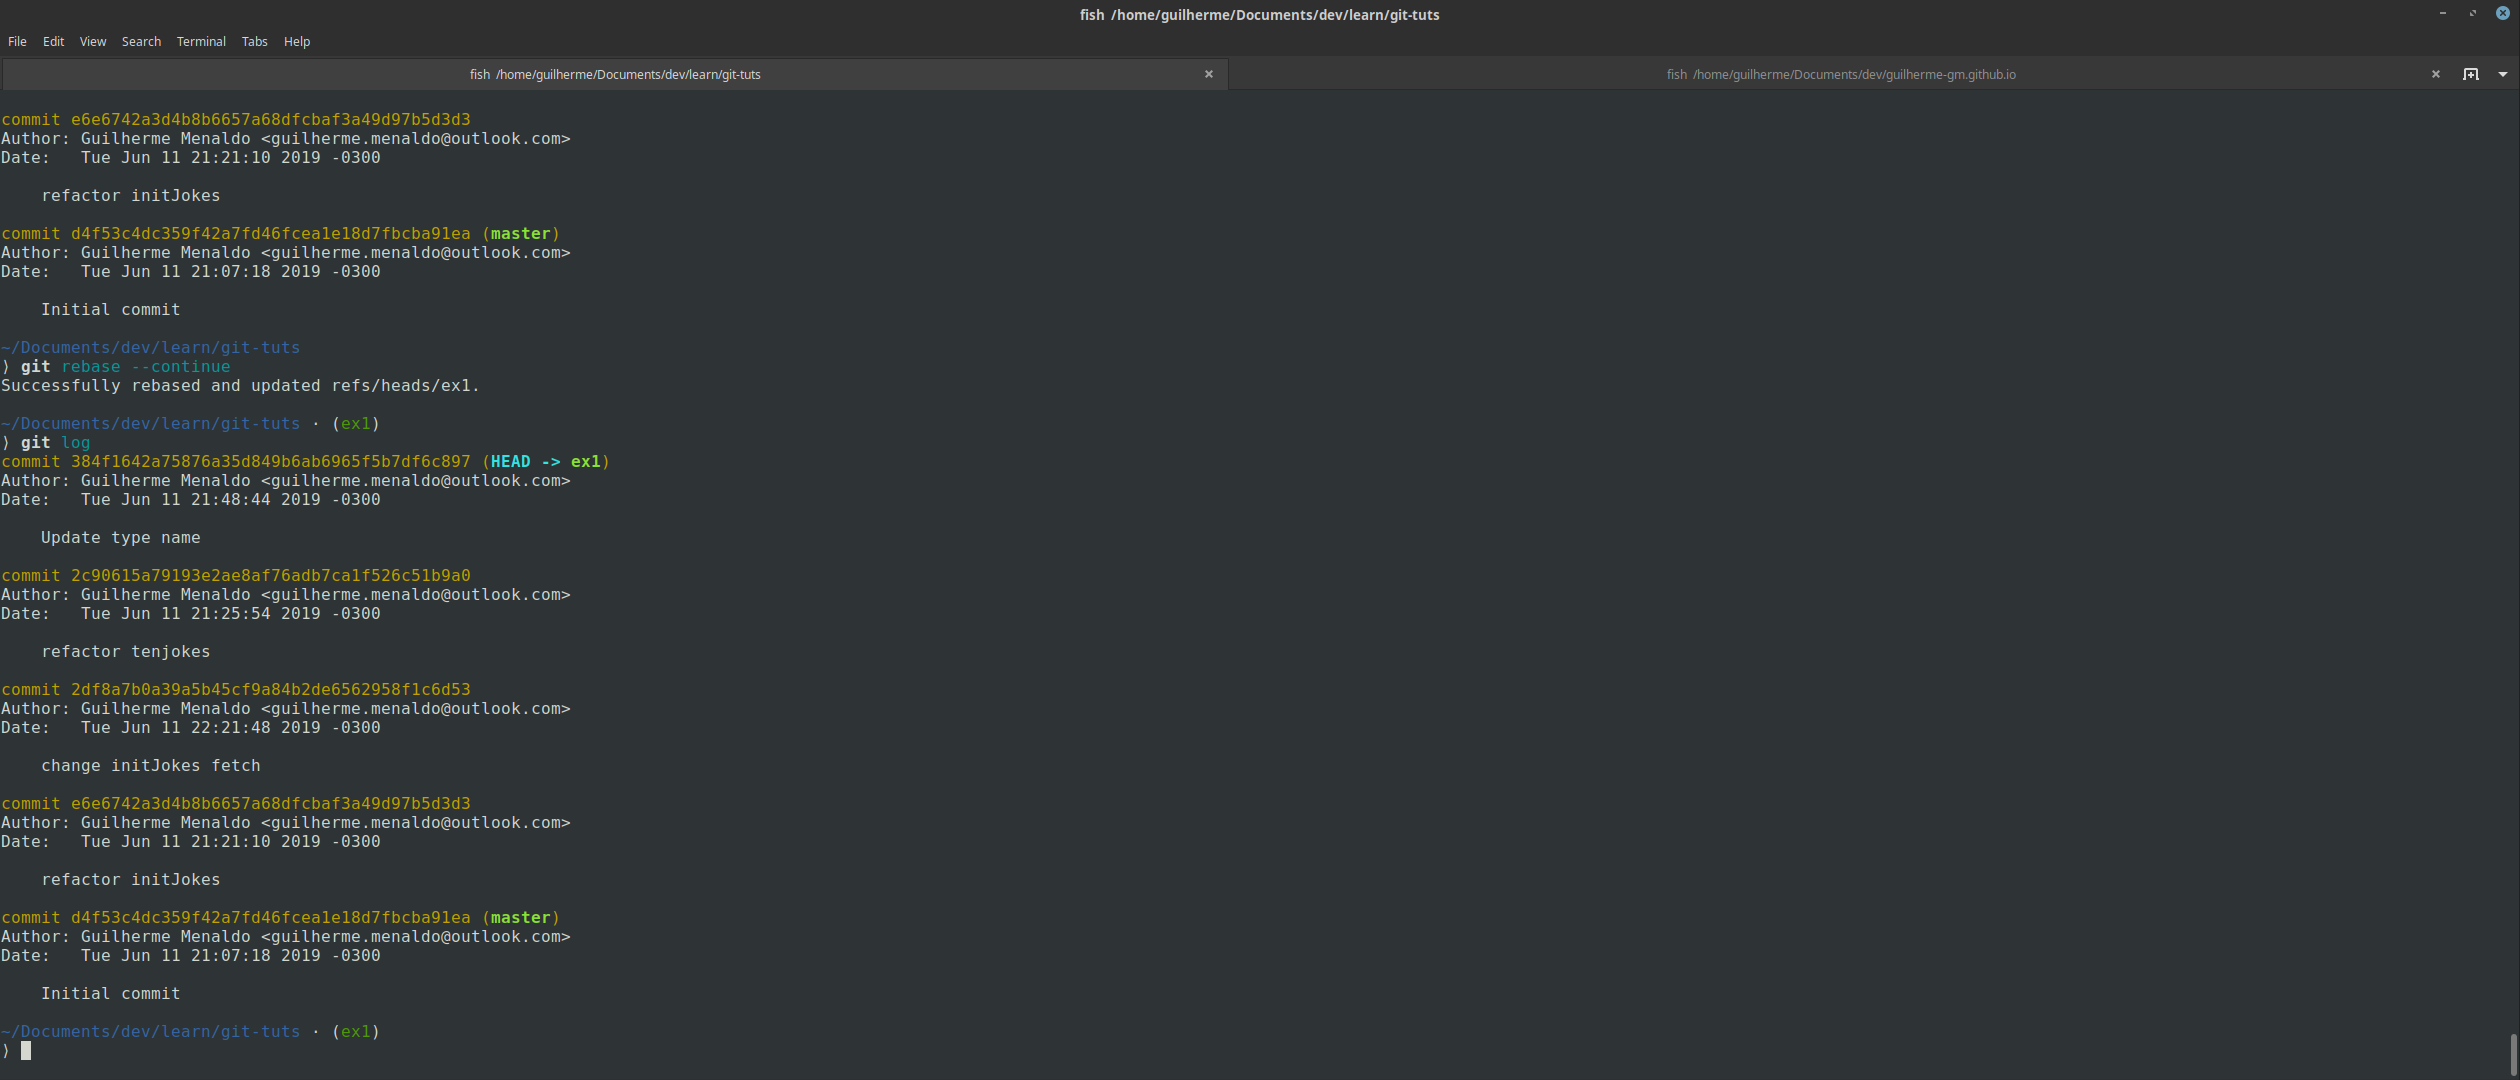 fish /home/guilherme/Documents/dev/learn/git-tuts
File Edit View Search Terminal Tabs Help
fish /home/guilherme/Documents/dev/learn/git-tuts
fish /home/guilherme/Documents/dev/guilherme-gm.github.io
commit e6e6742a3d4b8b6657a68dfcbaf3a49d97b5d3d3
Author: Guilherme Menaldo <guilherme.menaldo@outlook.com>
Date:   Tue Jun 11 21:21:10 2019 -0300
    refactor initJokes
commit d4f53c4dc359f42a7fd46fcea1e18d7fbcba91ea (master)
Author: Guilherme Menaldo <guilherme.menaldo@outlook.com>
Date:   Tue Jun 11 21:07:18 2019 -0300
    Initial commit
~/Documents/dev/learn/git-tuts
⟩ git rebase --continue
Successfully rebased and updated refs/heads/ex1.
~/Documents/dev/learn/git-tuts · (ex1)
⟩ git log
commit 384f1642a75876a35d849b6ab6965f5b7df6c897 (HEAD -> ex1)
Author: Guilherme Menaldo <guilherme.menaldo@outlook.com>
Date:   Tue Jun 11 21:48:44 2019 -0300
    Update type name
commit 2c90615a79193e2ae8af76adb7ca1f526c51b9a0
Author: Guilherme Menaldo <guilherme.menaldo@outlook.com>
Date:   Tue Jun 11 21:25:54 2019 -0300
    refactor tenjokes
commit 2df8a7b0a39a5b45cf9a84b2de6562958f1c6d53
Author: Guilherme Menaldo <guilherme.menaldo@outlook.com>
Date:   Tue Jun 11 22:21:48 2019 -0300
    change initJokes fetch
commit e6e6742a3d4b8b6657a68dfcbaf3a49d97b5d3d3
Author: Guilherme Menaldo <guilherme.menaldo@outlook.com>
Date:   Tue Jun 11 21:21:10 2019 -0300
    refactor initJokes
commit d4f53c4dc359f42a7fd46fcea1e18d7fbcba91ea (master)
Author: Guilherme Menaldo <guilherme.menaldo@outlook.com>
Date:   Tue Jun 11 21:07:18 2019 -0300
    Initial commit
~/Documents/dev/learn/git-tuts · (ex1)
⟩